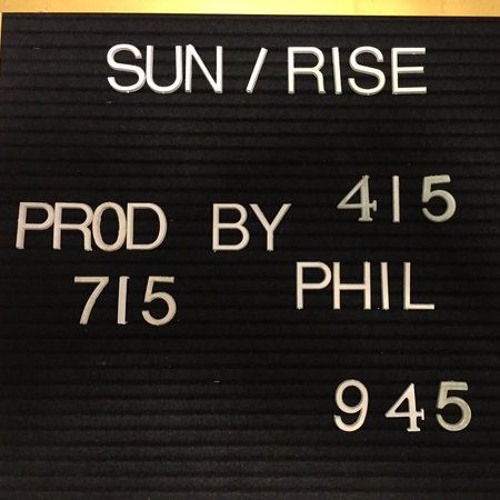 SUN / RISE
415
PROD BY
715 PHIL
945